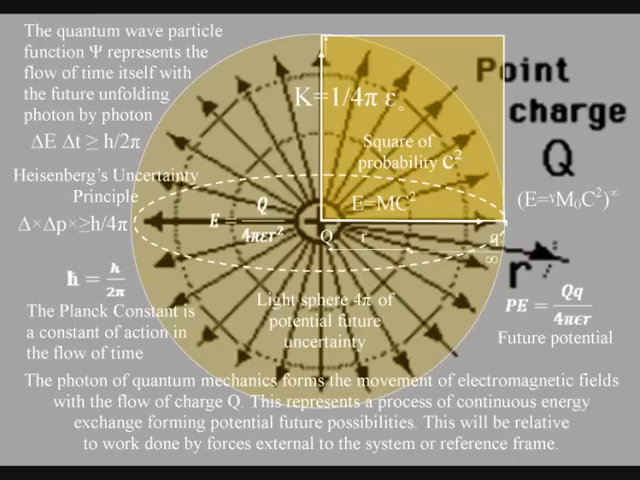 The quantum wave particle
function Ψ represents the
flow of time itself with
the future unfolding
photon by photon
ΔE Δt ≥ h/2π
Heisenberg's Uncertainty
Principle
Δ×Δp×≥h/4π
ħ = h/2π
The Planck Constant is
a constant of action in
the flow of time
K=1/4π ε˳
Square of
probability c²
E=MC²
E = Q/4πεr²
Q
r
q
∞
Light sphere 4π of
potential future
uncertainty
Point
charge
Q
(E=ᵞM₀C²)^∞
r
PE = Qq/4πϵr
Future potential
The photon of quantum mechanics forms the movement of electromagnetic fields
with the flow of charge Q. This represents a process of continuous energy
exchange forming potential future possibilities. This will be relative
to work done by forces external to the system or reference frame.